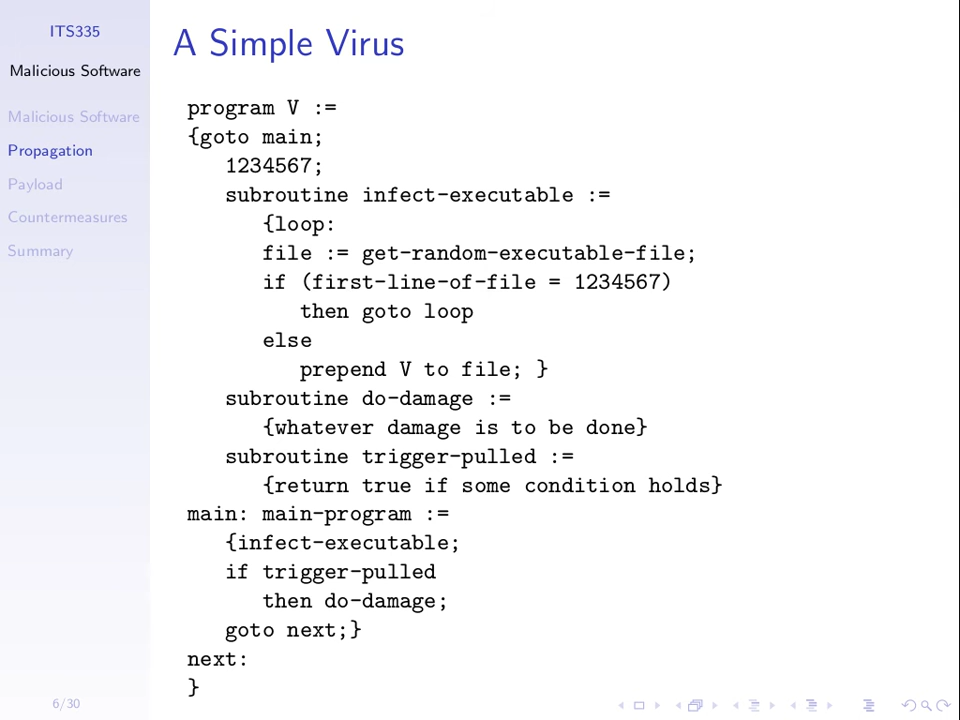 ITS335
Malicious Software
Malicious Software
Propagation
Payload
Countermeasures
Summary
A Simple Virus
program V :=
{goto main;
   1234567;
   subroutine infect-executable :=
      {loop:
      file := get-random-executable-file;
      if (first-line-of-file = 1234567)
         then goto loop
      else
         prepend V to file; }
   subroutine do-damage :=
      {whatever damage is to be done}
   subroutine trigger-pulled :=
      {return true if some condition holds}
main: main-program :=
   {infect-executable;
   if trigger-pulled
      then do-damage;
   goto next;}
next:
}
6/30